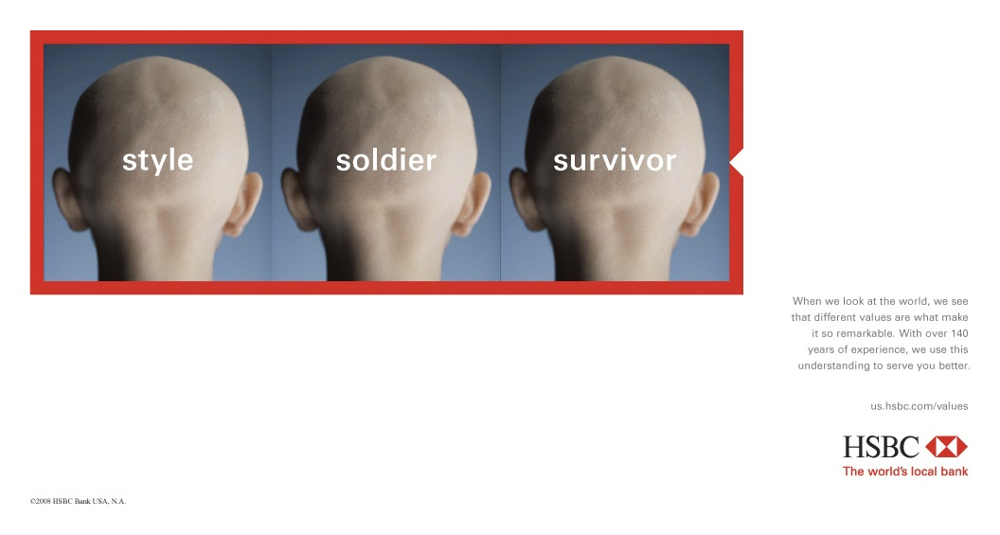 style
soldier
survivor
When we look at the world, we see
that different values are what make
it so remarkable. With over 140
years of experience, we use this
understanding to serve you better.
us.hsbc.com/values
HSBC
The world's local bank
©2008 HSBC Bank USA, N.A.